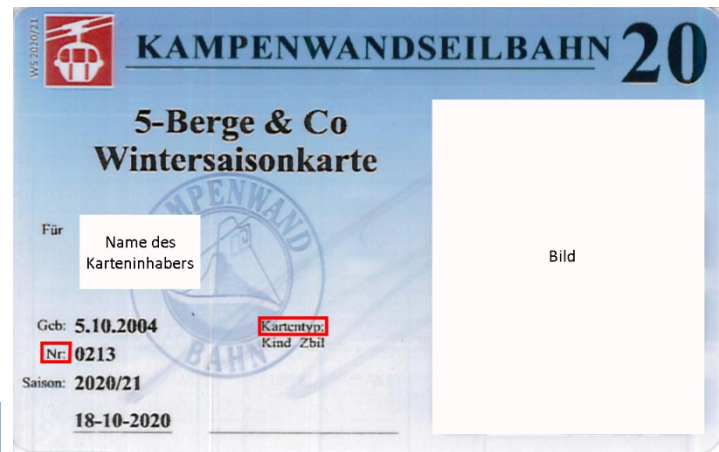 WS 2020/21
KAMPENWANDSEILBAHN 20
5-Berge & Co
Wintersaisonkarte
KAMPENWAND
BAHN
Für
Name des
Karteninhabers
Bild
Geb: 5.10.2004
Kartentyp:
Kind Zbil
Nr: 0213
Saison: 2020/21
18-10-2020